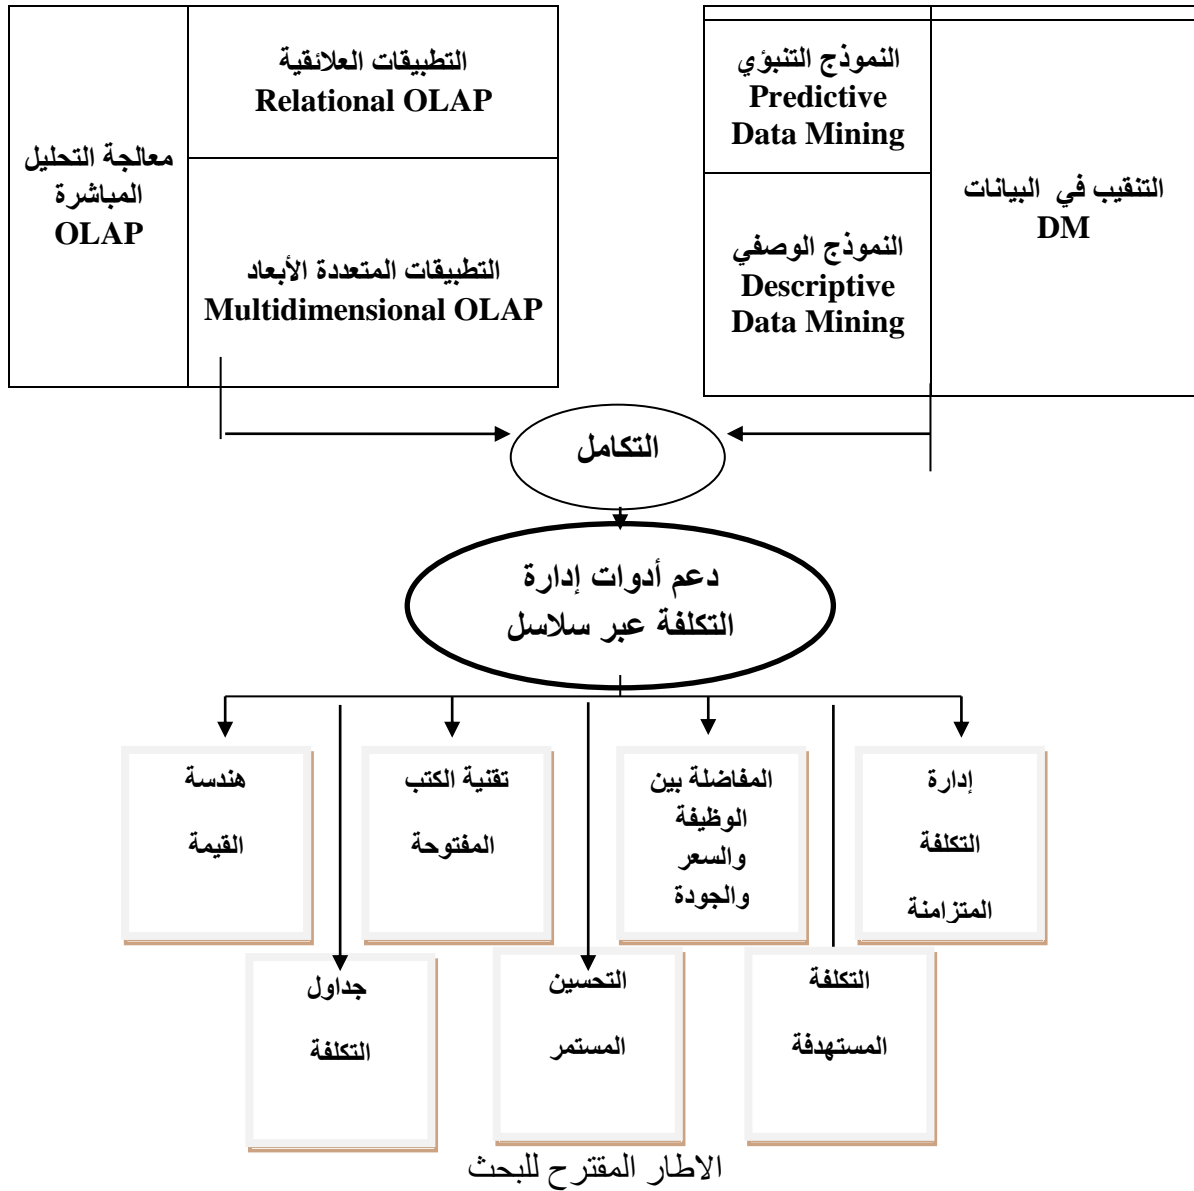 النموذج التنبؤي
Predictive
Data Mining
التنقيب في البيانات
DM
النموذج الوصفي
Descriptive
Data Mining
التطبيقات العلائقية
Relational OLAP
معالجة التحليل
المباشرة
OLAP
التطبيقات المتعددة الأبعاد
Multidimensional OLAP
التكامل
دعم أدوات إدارة
التكلفة عبر سلاسل
إدارة
التكلفة
المتزامنة
المفاضلة بين
الوظيفة
والسعر
والجودة
تقنية الكتب
المفتوحة
هندسة
القيمة
التكلفة
المستهدفة
التحسين
المستمر
جداول
التكلفة
الاطار المقترح للبحث